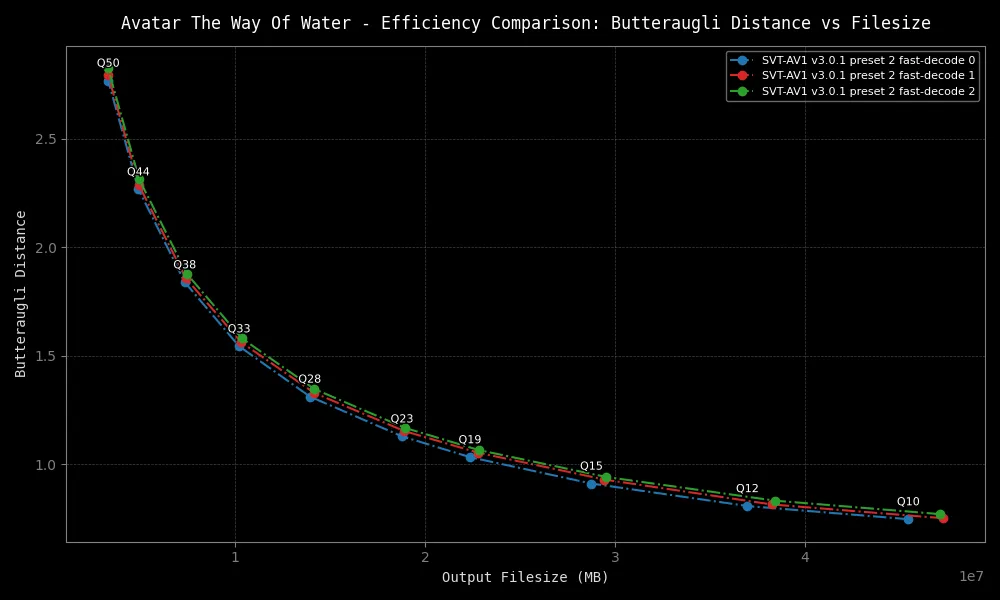 Avatar The Way Of Water - Efficiency Comparison: Butteraugli Distance vs Filesize
SVT-AV1 v3.0.1 preset 2 fast-decode 0
SVT-AV1 v3.0.1 preset 2 fast-decode 1
SVT-AV1 v3.0.1 preset 2 fast-decode 2
Butteraugli Distance
2.5
2.0
1.5
1.0
Q50
Q44
Q38
Q33
Q28
Q23
Q19
Q15
Q12
Q10
1
2
3
4
1e7
Output Filesize (MB)